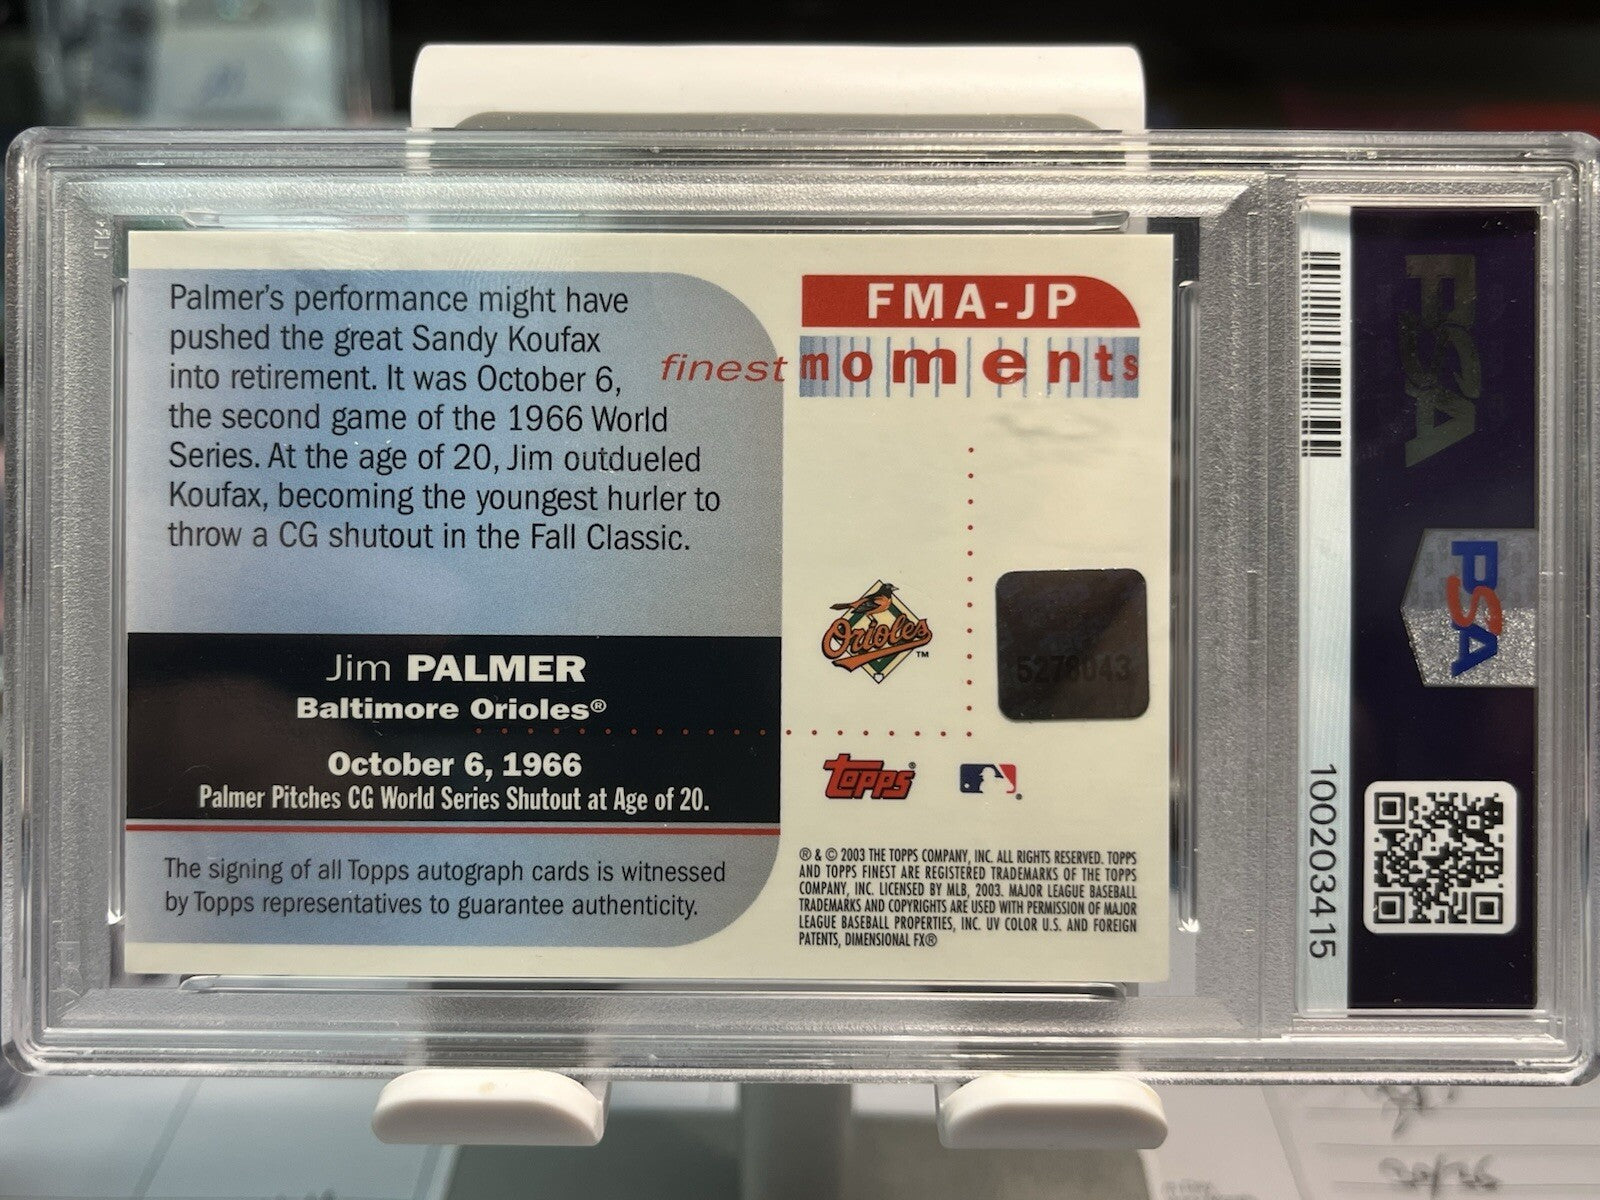 Palmer's performance might have
pushed the great Sandy Koufax
into retirement. It was October 6,
the second game of the 1966 World
Series. At the age of 20, Jim outdueled
Koufax, becoming the youngest hurler to
throw a CG shutout in the Fall Classic.
Jim PALMER
Baltimore Orioles®
October 6, 1966
Palmer Pitches CG World Series Shutout at Age of 20.
The signing of all Topps autograph cards is witnessed
by Topps representatives to guarantee authenticity.
FMA-JP
finest moments
Orioles™
5278043
Topps®
® & © 2003 THE TOPPS COMPANY, INC. ALL RIGHTS RESERVED. TOPPS
AND TOPPS FINEST ARE REGISTERED TRADEMARKS OF THE TOPPS
COMPANY, INC. LICENSED BY MLB, 2003. MAJOR LEAGUE BASEBALL
TRADEMARKS AND COPYRIGHTS ARE USED WITH PERMISSION OF MAJOR
LEAGUE BASEBALL PROPERTIES, INC. UV COLOR U.S. AND FOREIGN
PATENTS, DIMENSIONAL FX®
100203415
PSA
PSA